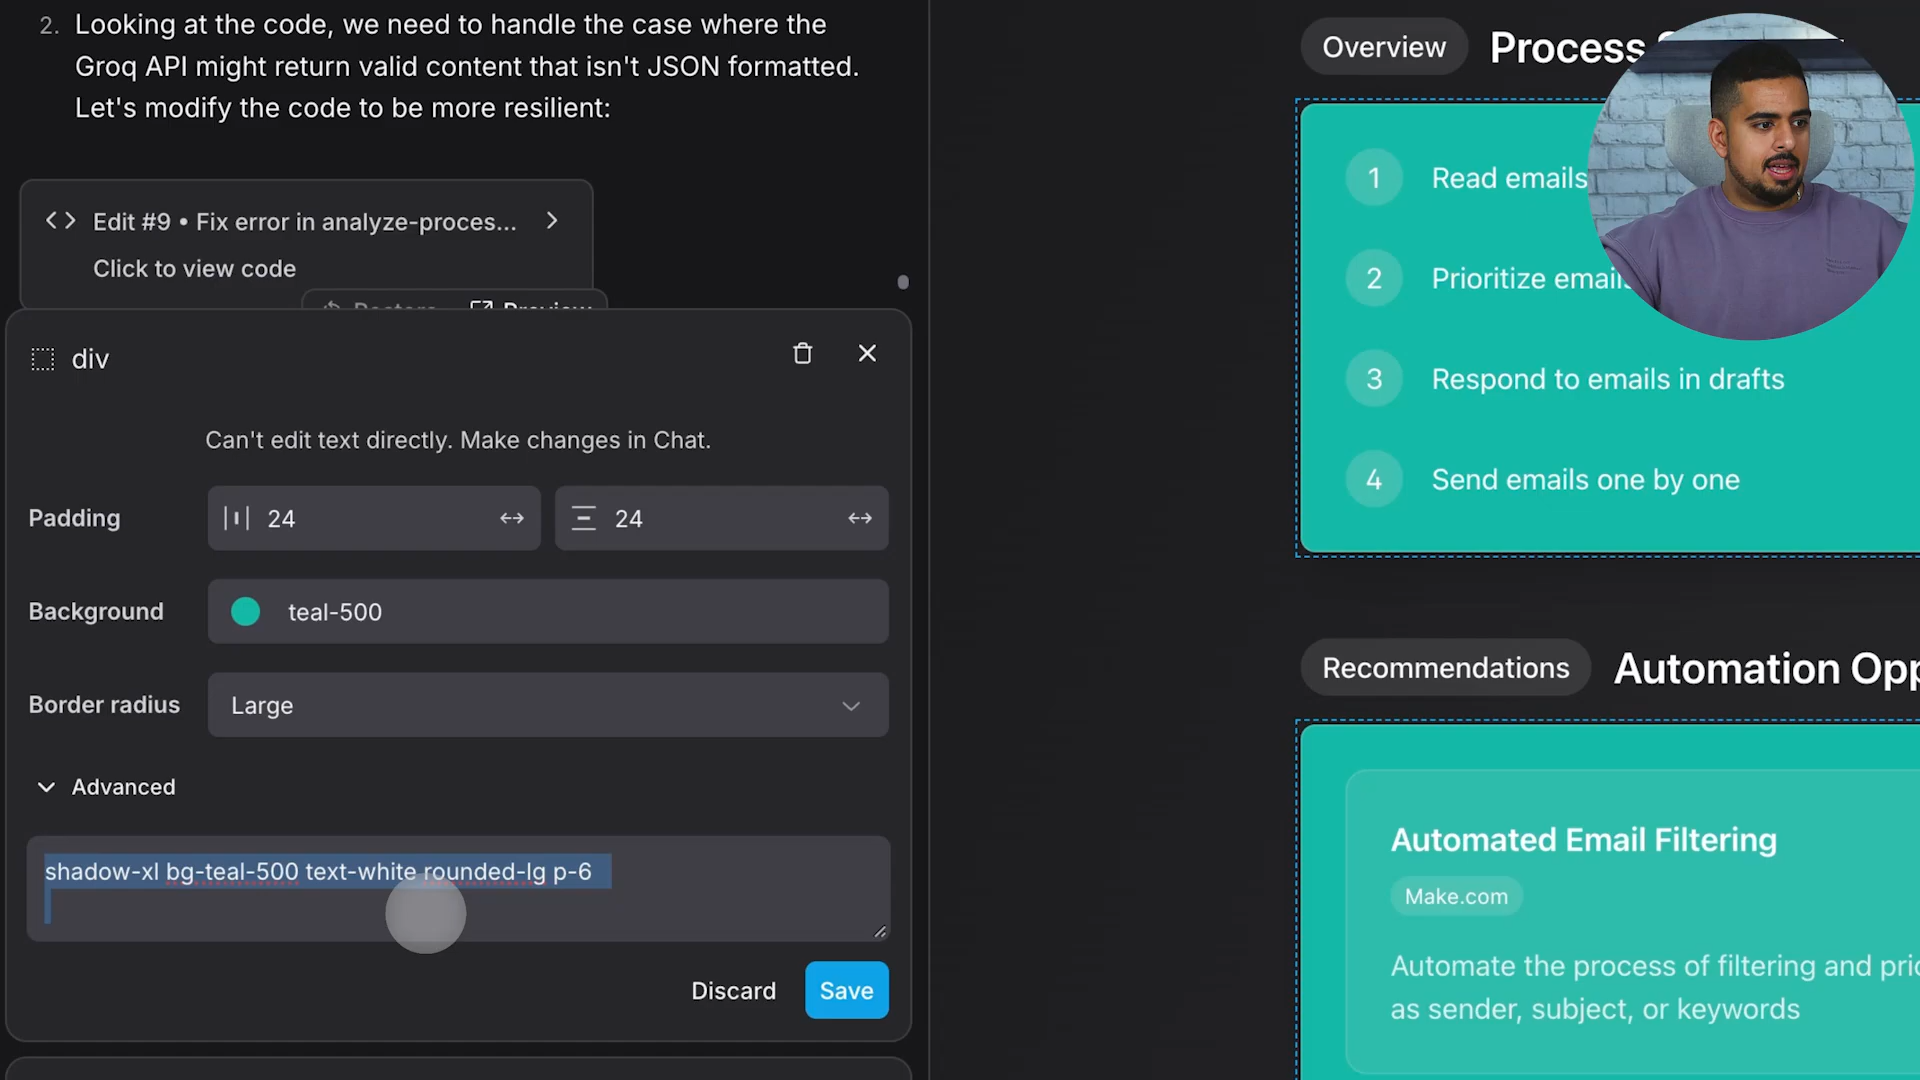 2. Looking at the code, we need to handle the case where the
Groq API might return valid content that isn't JSON formatted.
Let's modify the code to be more resilient:
Edit #9 • Fix error in analyze-proces...
Click to view code
Restore Preview
div
Can't edit text directly. Make changes in Chat.
Padding 24 24
Background teal-500
Border radius Large
Advanced
shadow-xl bg-teal-500 text-white rounded-lg p-6
Discard Save
Overview Process
1 Read emails
2 Prioritize emails
3 Respond to emails in drafts
4 Send emails one by one
Recommendations Automation Opp
Automated Email Filtering
Make.com
Automate the process of filtering and pric
as sender, subject, or keywords